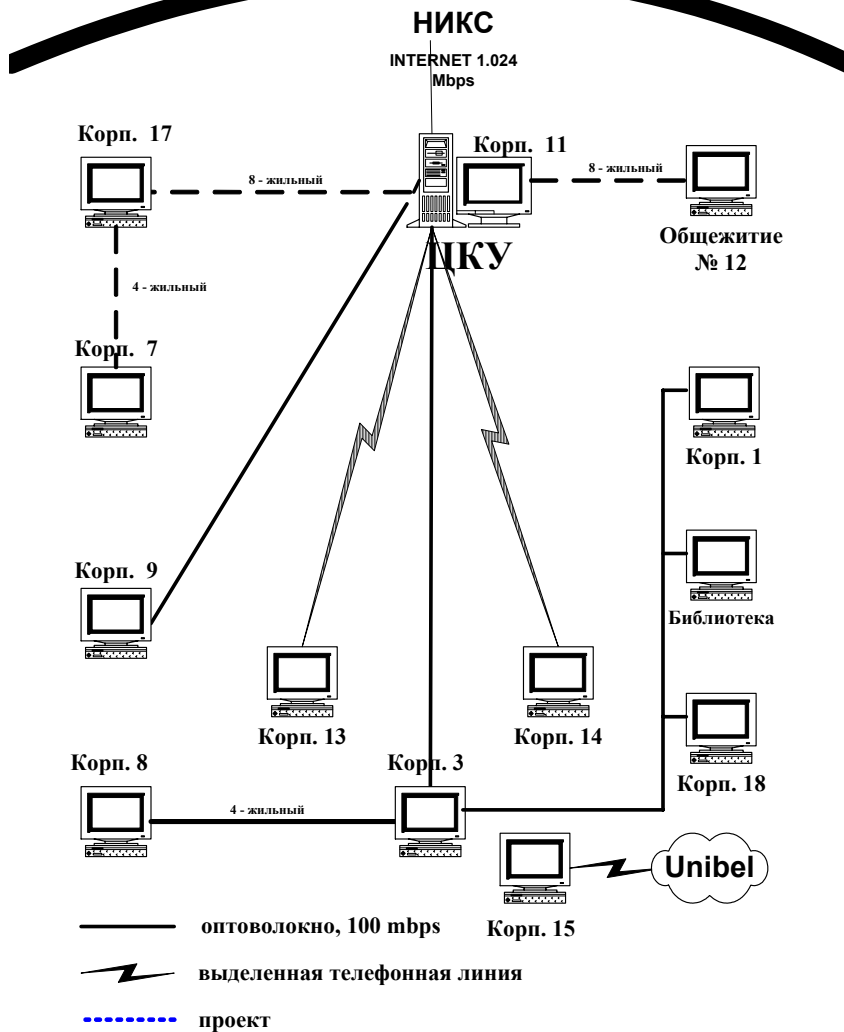 НИКС
INTERNET 1.024
Mbps
Корп. 17
Корп. 11
8 - жильный
8 - жильный
Общежитие
№ 12
ЦКУ
4 - жильный
Корп. 7
Корп. 1
Корп. 9
Библиотека
Корп. 13
Корп. 14
Корп. 18
Корп. 8
Корп. 3
4 - жильный
Unibel
Корп. 15
оптоволокно, 100 mbps
выделенная телефонная линия
проект